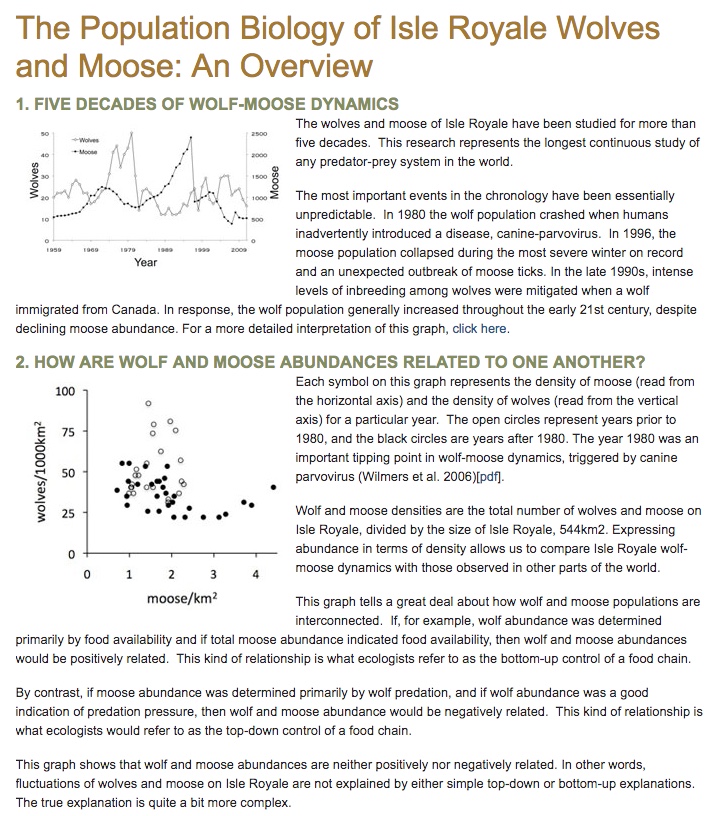 The Population Biology of Isle Royale Wolves
and Moose: An Overview
1. FIVE DECADES OF WOLF-MOOSE DYNAMICS
50
40
30
20
10
0
Wolves
Wolves
Moose
2500
2000
1500
1000
500
0
Moose
1959 1969 1979 1989 1999 2009
Year
The wolves and moose of Isle Royale have been studied for more than
five decades. This research represents the longest continuous study of
any predator-prey system in the world.
The most important events in the chronology have been essentially
unpredictable. In 1980 the wolf population crashed when humans
inadvertently introduced a disease, canine-parvovirus. In 1996, the
moose population collapsed during the most severe winter on record
and an unexpected outbreak of moose ticks. In the late 1990s, intense
levels of inbreeding among wolves were mitigated when a wolf
immigrated from Canada. In response, the wolf population generally increased throughout the early 21st century, despite
declining moose abundance. For a more detailed interpretation of this graph, click here.
2. HOW ARE WOLF AND MOOSE ABUNDANCES RELATED TO ONE ANOTHER?
100
75
50
25
0
wolves/1000km²
0 1 2 3 4
moose/km²
Each symbol on this graph represents the density of moose (read from
the horizontal axis) and the density of wolves (read from the vertical
axis) for a particular year. The open circles represent years prior to
1980, and the black circles are years after 1980. The year 1980 was an
important tipping point in wolf-moose dynamics, triggered by canine
parvovirus (Wilmers et al. 2006)[pdf].
Wolf and moose densities are the total number of wolves and moose on
Isle Royale, divided by the size of Isle Royale, 544km2. Expressing
abundance in terms of density allows us to compare Isle Royale wolf-
moose dynamics with those observed in other parts of the world.
This graph tells a great deal about how wolf and moose populations are
interconnected. If, for example, wolf abundance was determined
primarily by food availability and if total moose abundance indicated food availability, then wolf and moose abundances
would be positively related. This kind of relationship is what ecologists refer to as the bottom-up control of a food chain.
By contrast, if moose abundance was determined primarily by wolf predation, and if wolf abundance was a good
indication of predation pressure, then wolf and moose abundance would be negatively related. This kind of relationship is
what ecologists would refer to as the top-down control of a food chain.
This graph shows that wolf and moose abundances are neither positively nor negatively related. In other words,
fluctuations of wolves and moose on Isle Royale are not explained by either simple top-down or bottom-up explanations.
The true explanation is quite a bit more complex.